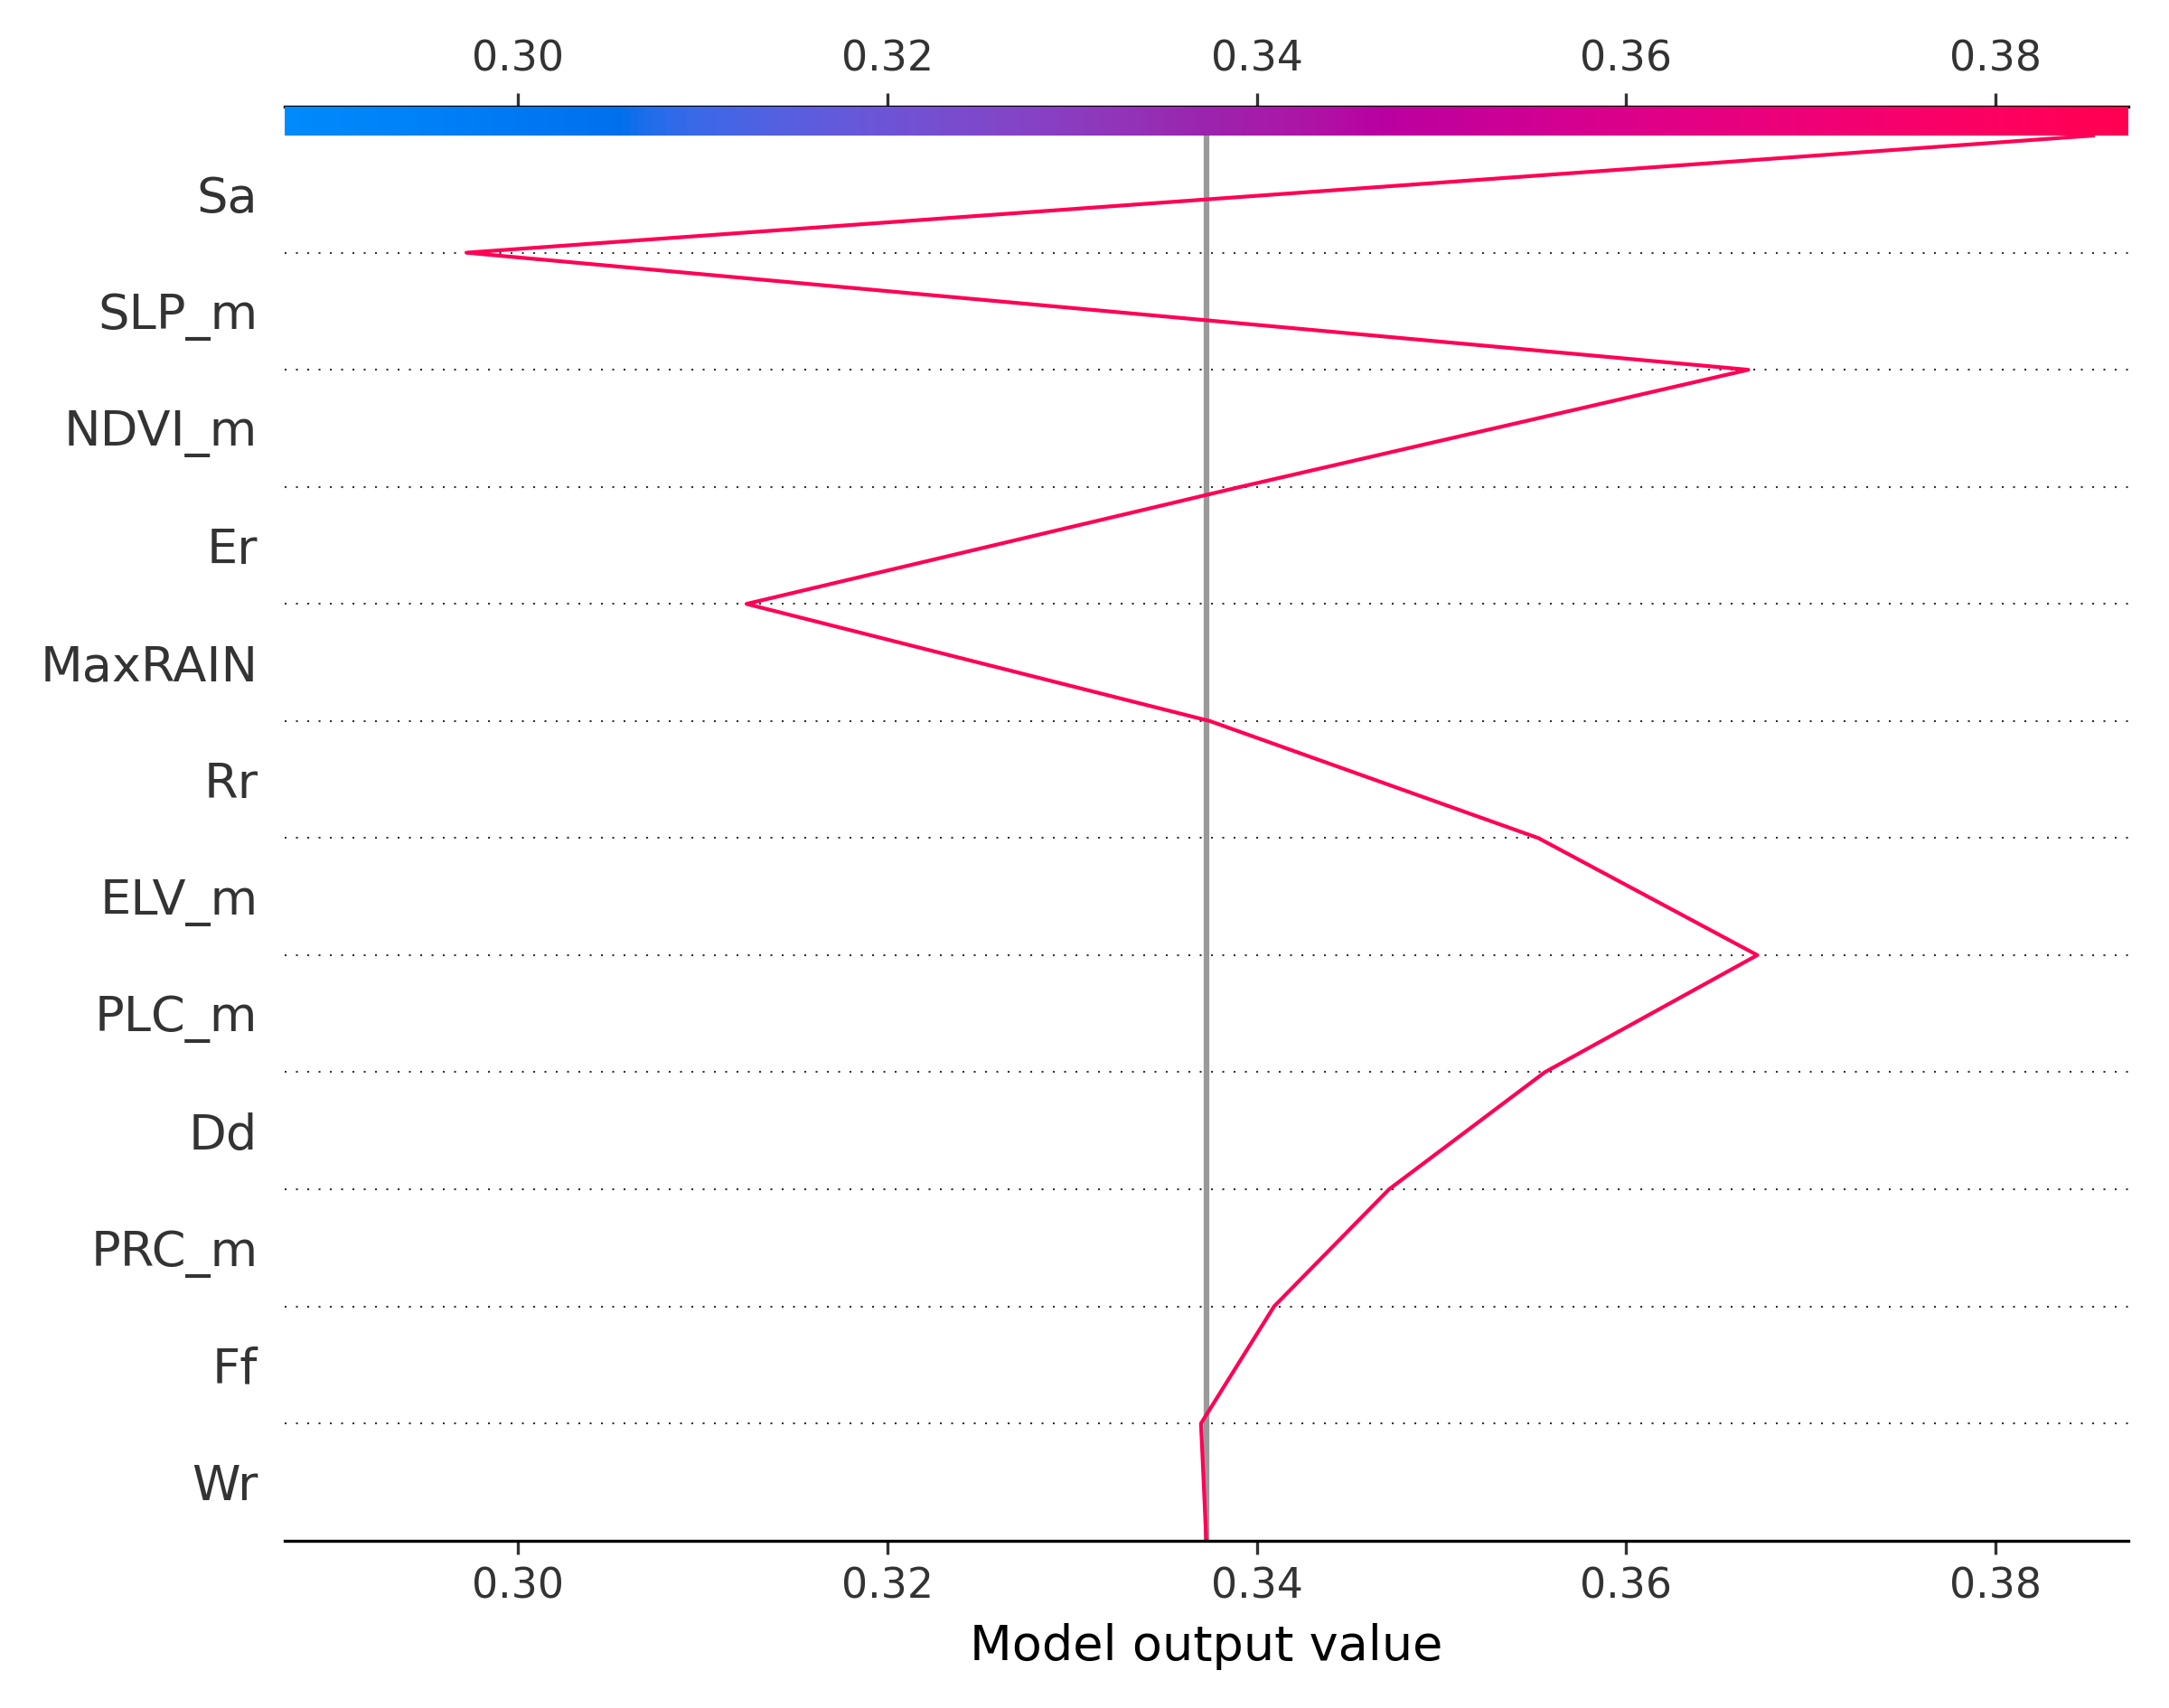 0.30 0.32 0.34 0.36 0.38
Sa
SLP_m
NDVI_m
Er
MaxRAIN
Rr
ELV_m
PLC_m
Dd
PRC_m
Ff
Wr
0.30 0.32 0.34 0.36 0.38
Model output value